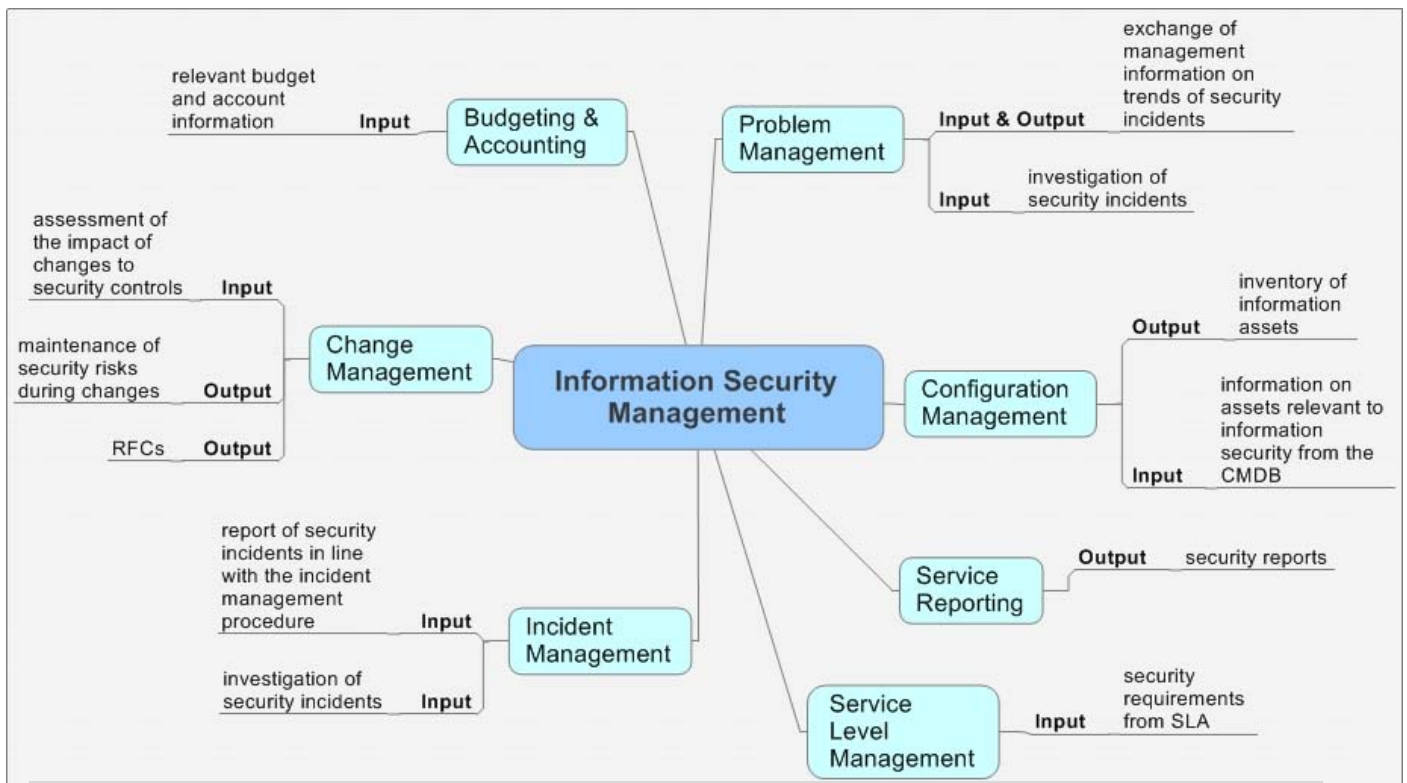 relevant budget
and account
information
Input
Budgeting &
Accounting
Problem
Management
Input & Output
exchange of
management
information on
trends of security
incidents
Input
investigation of
security incidents
assessment of
the impact of
changes to
security controls
Input
maintenance of
security risks
during changes
Output
RFCs
Output
Change
Management
Information Security
Management
Configuration
Management
Output
inventory of
information
assets
Input
information on
assets relevant to
information
security from the
CMDB
report of security
incidents in line
with the incident
management
procedure
Input
investigation of
security incidents
Input
Incident
Management
Service
Reporting
Output
security reports
Service
Level
Management
Input
security
requirements
from SLA